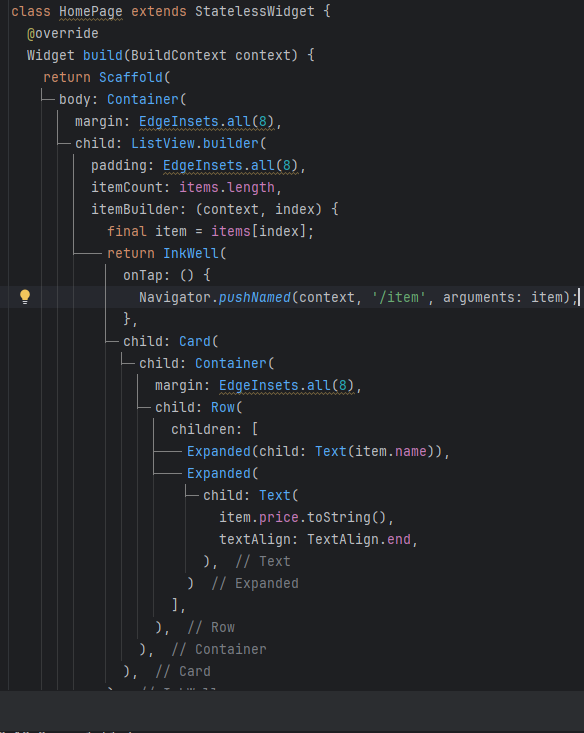 class HomePage extends StatelessWidget {
@override
Widget build(BuildContext context) {
return Scaffold(
body: Container(
margin: EdgeInsets.all(8),
child: ListView.builder(
padding: EdgeInsets.all(8),
itemCount: items.length,
itemBuilder: (context, index) {
final item = items[index];
return InkWell(
onTap: () {
Navigator.pushNamed(context, '/item', arguments: item);
},
child: Card(
child: Container(
margin: EdgeInsets.all(8),
child: Row(
children: [
Expanded(child: Text(item.name)),
Expanded(
child: Text(
item.price.toString(),
textAlign: TextAlign.end,
), // Text
) // Expanded
],
), // Row
), // Container
), // Card